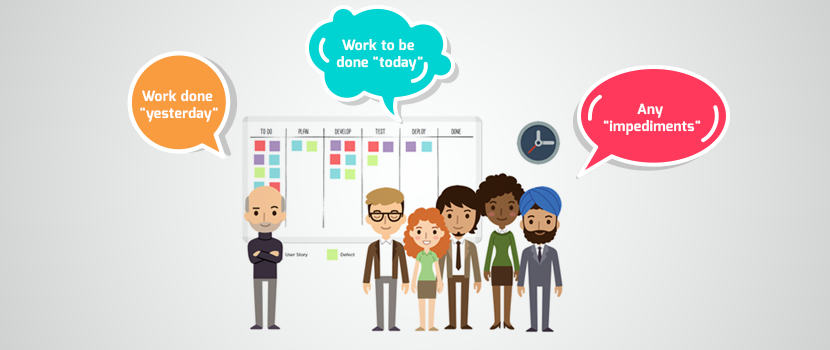 Work to be
done "today"
Work done
"yesterday"
Any
"impediments"
TO DO
PLAN
DEVELOP
TEST
DEPLOY
DONE
User Story
Defect